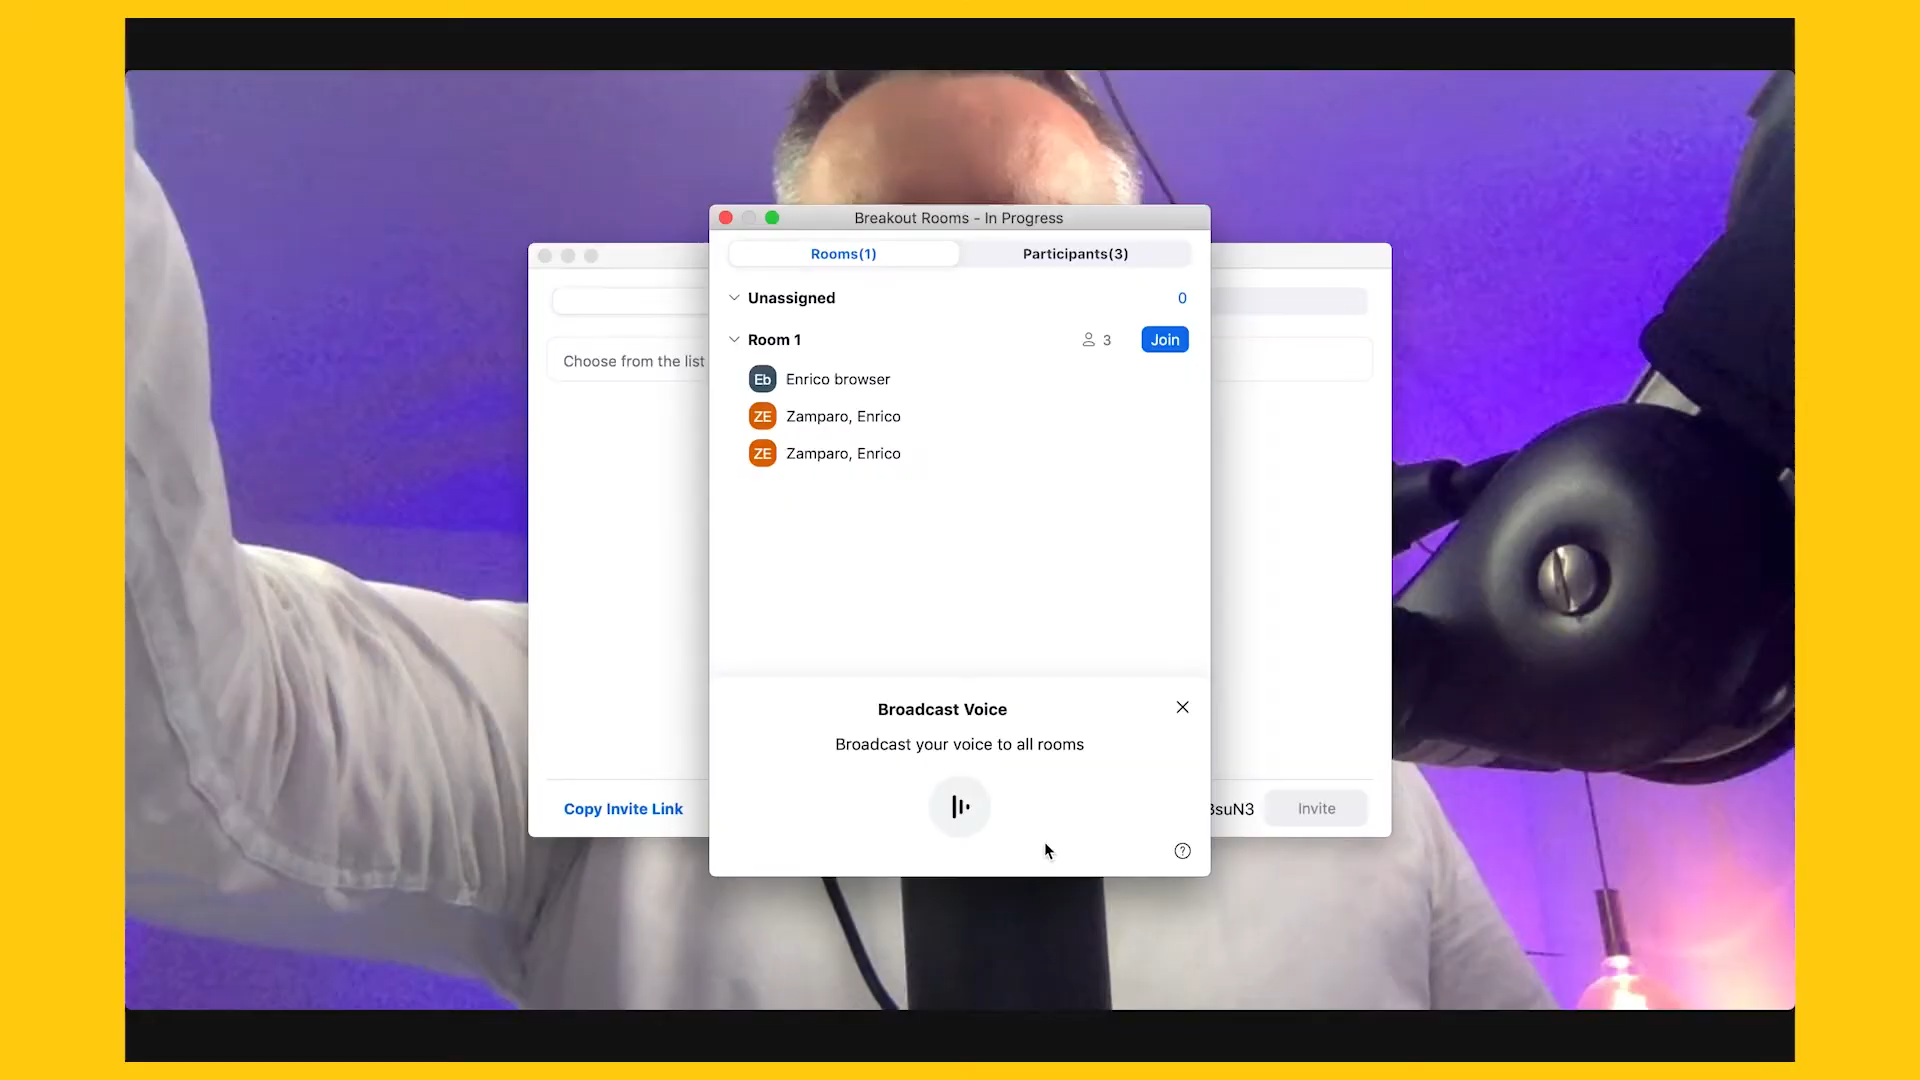 Breakout Rooms - In Progress
Rooms(1)
Participants(3)
Unassigned
0
Room 1
3
Join
Eb
Enrico browser
ZE
Zamparo, Enrico
ZE
Zamparo, Enrico
Choose from the list
Broadcast Voice
Broadcast your voice to all rooms
Copy Invite Link
suN3
Invite